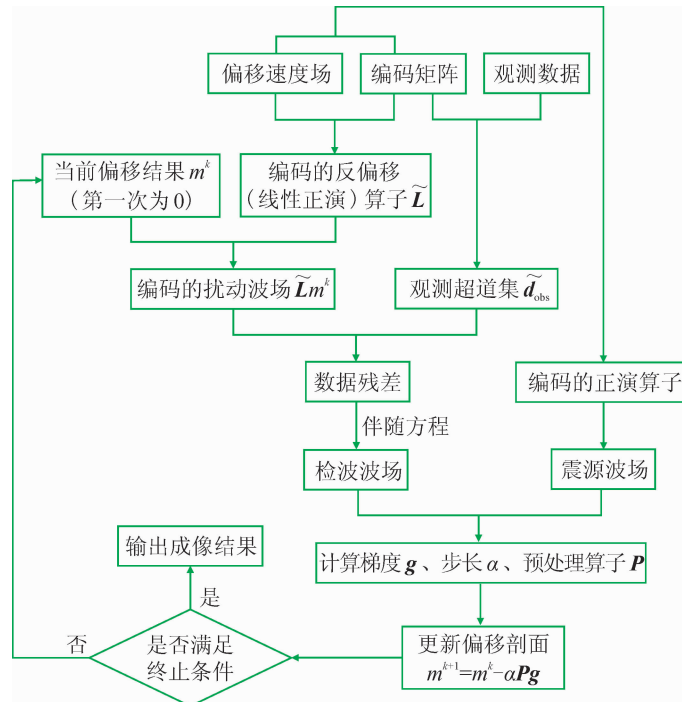 偏移速度场
编码矩阵
观测数据
当前偏移结果 mᵏ
（第一次为0）
编码的反偏移
（线性正演）算子 L̃
编码的扰动波场 L̃mᵏ
观测超道集 d̃obs
数据残差
编码的正演算子
伴随方程
检波波场
震源波场
输出成像结果
计算梯度 g、步长 α、预处理算子 P
是
否
是否满足
终止条件
更新偏移剖面
mᵏ⁺¹=mᵏ-αPg